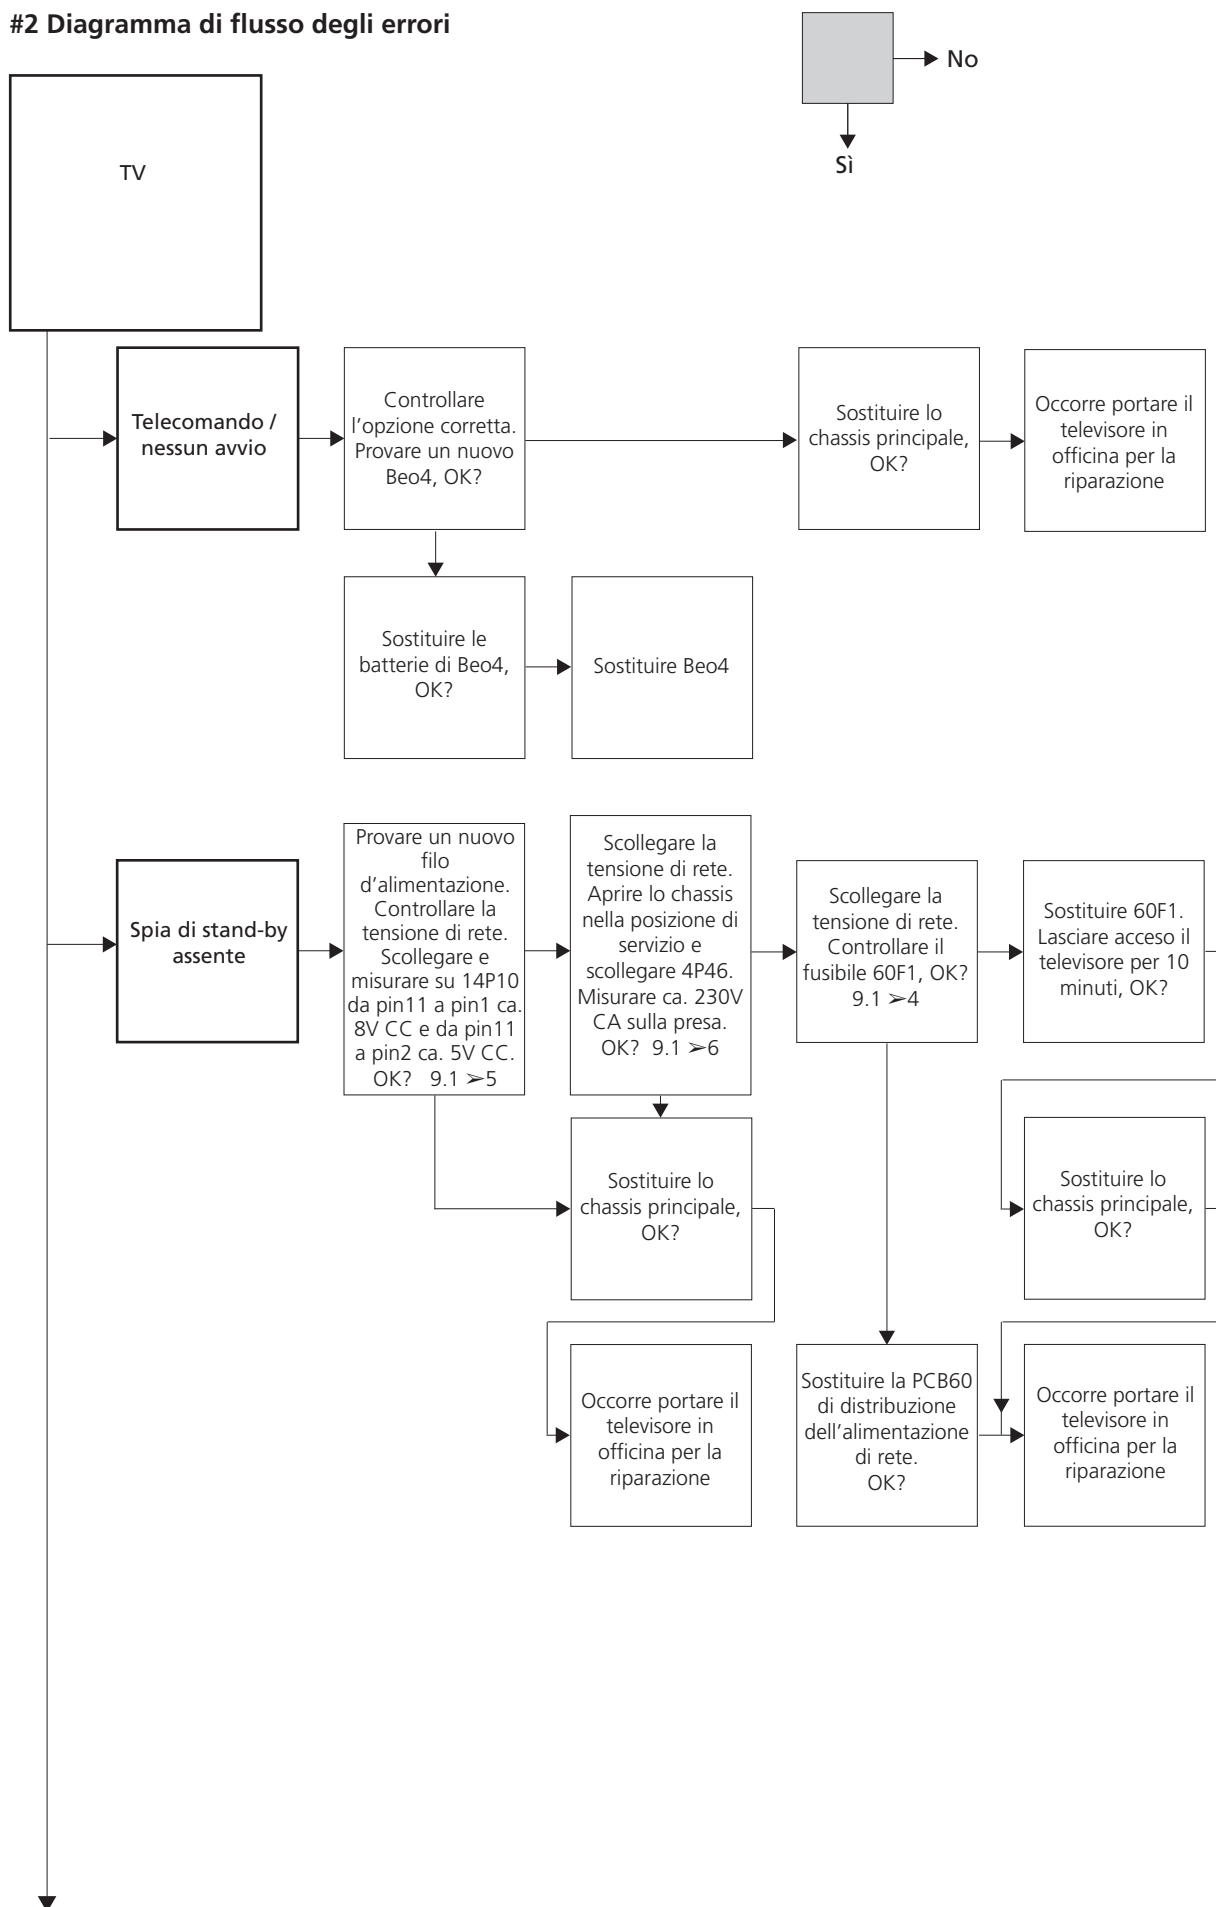 #2 Diagramma di flusso degli errori
No
Sì
TV
Telecomando /
nessun avvio
Controllare
l'opzione corretta.
Provare un nuovo
Beo4, OK?
Sostituire lo
chassis principale,
OK?
Occorre portare il
televisore in
officina per la
riparazione
Sostituire le
batterie di Beo4,
OK?
Sostituire Beo4
Spia di stand-by
assente
Provare un nuovo
filo
d'alimentazione.
Controllare la
tensione di rete.
Scollegare e
misurare su 14P10
da pin11 a pin1 ca.
8V CC e da pin11
a pin2 ca. 5V CC.
OK? 9.1 ➢5
Scollegare la
tensione di rete.
Aprire lo chassis
nella posizione di
servizio e
scollegare 4P46.
Misurare ca. 230V
CA sulla presa.
OK? 9.1 ➢6
Scollegare la
tensione di rete.
Controllare il
fusibile 60F1, OK?
9.1 ➢4
Sostituire 60F1.
Lasciare acceso il
televisore per 10
minuti, OK?
Sostituire lo
chassis principale,
OK?
Sostituire lo
chassis principale,
OK?
Occorre portare il
televisore in
officina per la
riparazione
Sostituire la PCB60
di distribuzione
dell'alimentazione
di rete.
OK?
Occorre portare il
televisore in
officina per la
riparazione